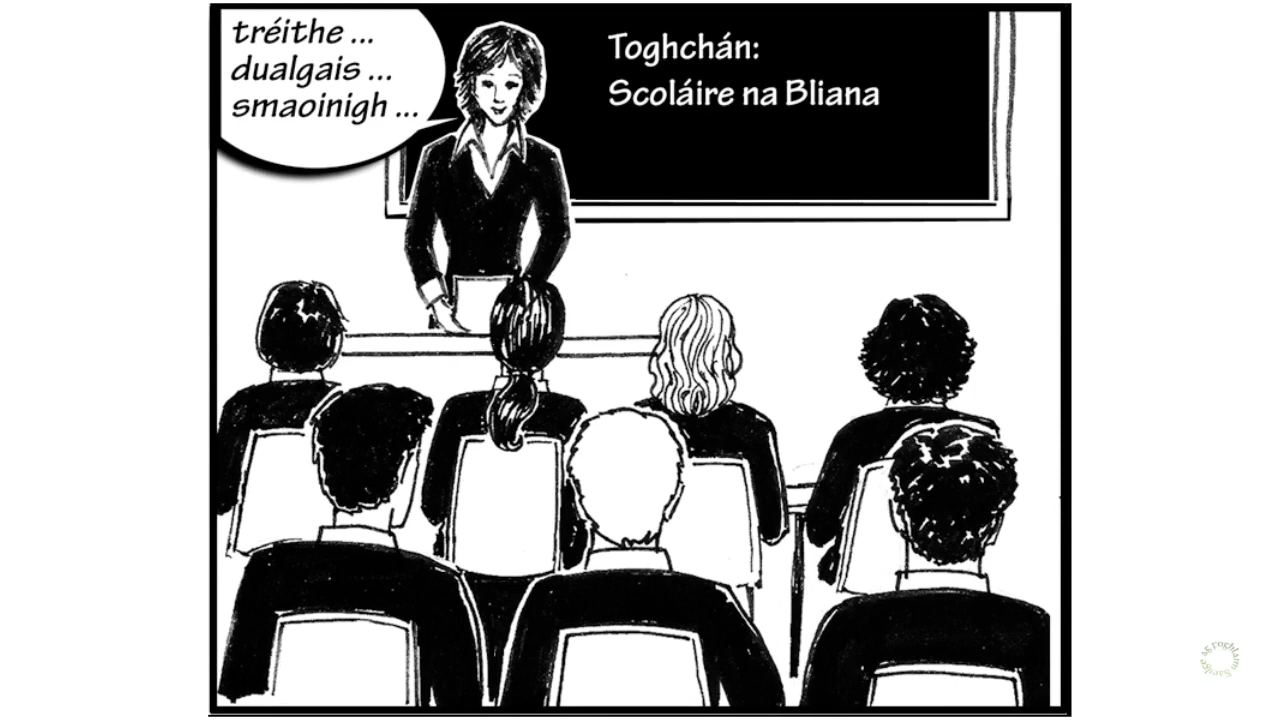 tréithe ...
dualgais ...
smaoinigh ...
Toghchán:
Scoláire na Bliana